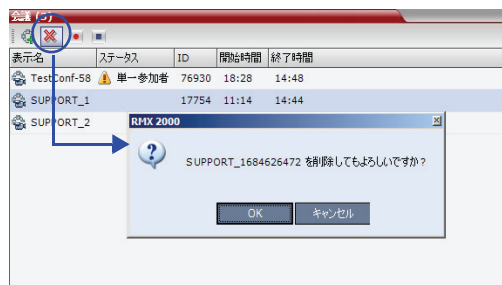 会議 (3)
表示名 ステータス ID 開始時間 終了時間
TestConf-58 単一参加者 76930 18:28 14:48
SUPPORT_1 17754 11:14 14:44
SUPPORT_2
RMX 2000
SUPPORT_1684626472 を削除してもよろしいですか?
OK キャンセル